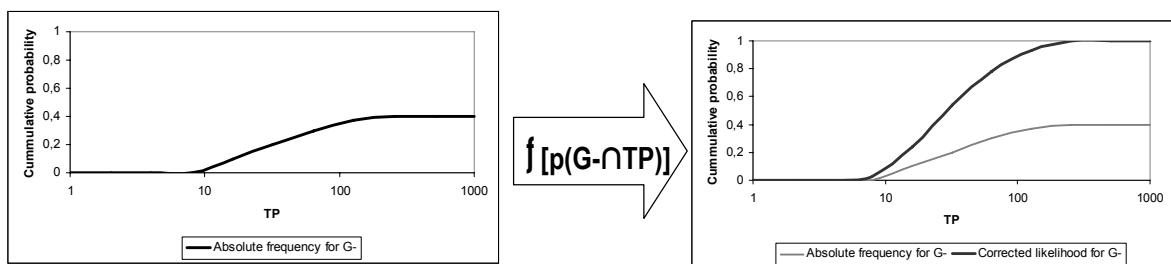 Cummulative probability
1
0,8
0,6
0,4
0,2
0
1 10 100 1000
TP
Absolute frequency for G-
ƒ [p(G-∩TP)]
Cummulative probability
1
0,8
0,6
0,4
0,2
0
1 10 100 1000
TP
Absolute frequency for G- Corrected likelihood for G-